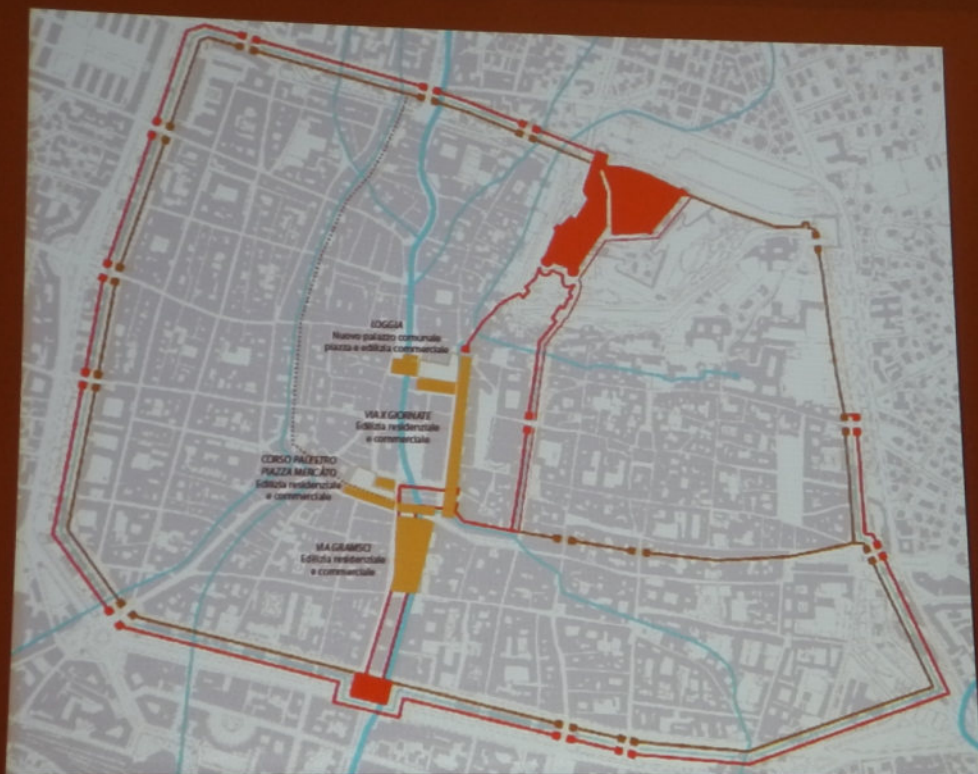 LOGGIA
Nuovo palazzo comunale
piazza e edilizia commerciale
VIA X GIORNATE
Edilizia residenziale
e commerciale
CORSO PALESTRO
PIAZZA MERCATO
Edilizia residenziale
e commerciale
VIA GRAMSCI
Edilizia residenziale
e commerciale